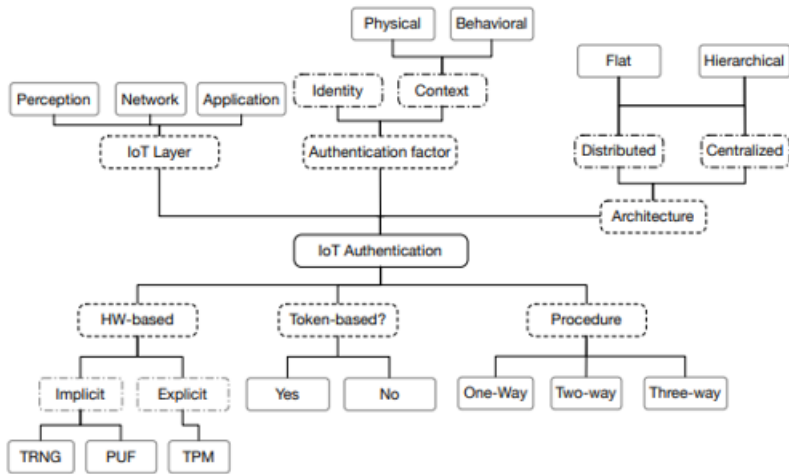 Physical
Behavioral
Flat
Hierarchical
Perception
Network
Application
Identity
Context
IoT Layer
Authentication factor
Distributed
Centralized
Architecture
IoT Authentication
HW-based
Token-based?
Procedure
Implicit
Explicit
Yes
No
One-Way
Two-way
Three-way
TRNG
PUF
TPM